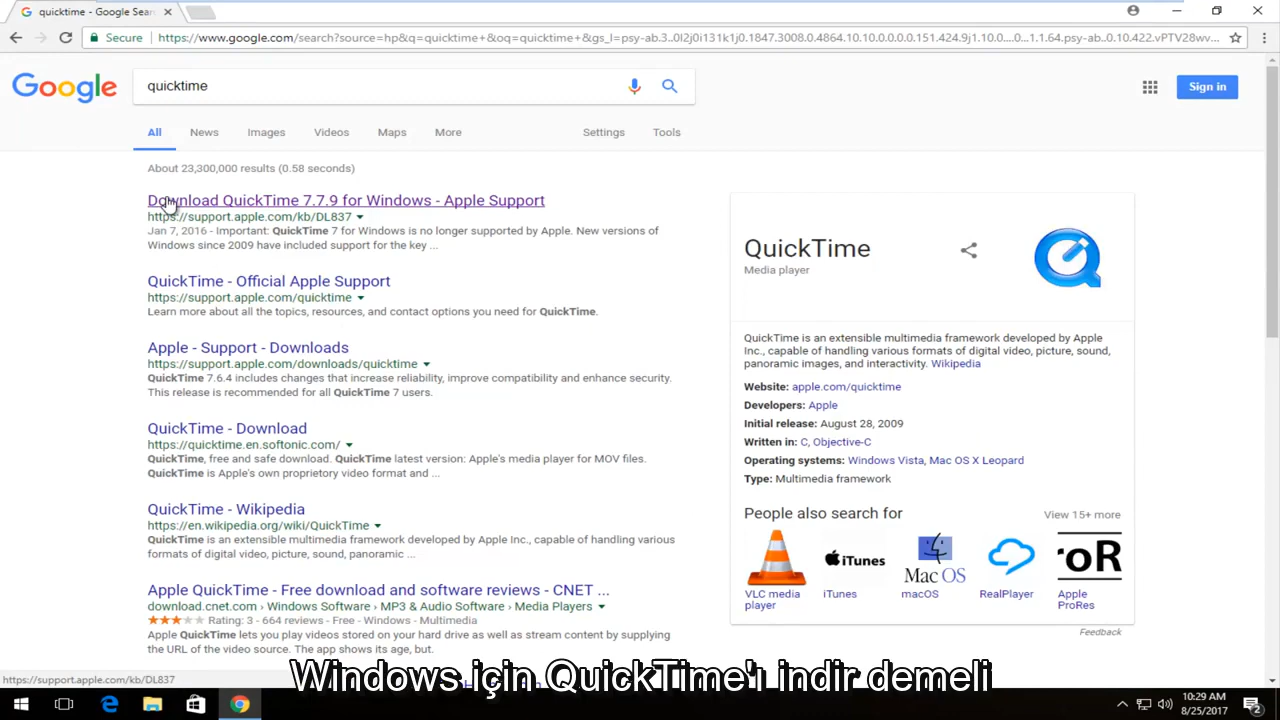 quicktime - Google Sear
Secure
https://www.google.com/search?source=hp&q=quicktime+&oq=quicktime+&gs_l=psy-ab.3..0l2j0i131k1j0.1847.3008.0.4864.10.10.0.0.0.0.151.424.9j1.10.0....0...1.1.64.psy-ab..0.10.422.vPTV28wv...
Google
quicktime
Sign in
All News Images Videos Maps More Settings Tools
About 23,300,000 results (0.58 seconds)
Download QuickTime 7.7.9 for Windows - Apple Support
https://support.apple.com/kb/DL837
Jan 7, 2016 - Important: QuickTime 7 for Windows is no longer supported by Apple. New versions of
Windows since 2009 have included support for the key ...
QuickTime - Official Apple Support
https://support.apple.com/quicktime
Learn more about all the topics, resources, and contact options you need for QuickTime.
Apple - Support - Downloads
https://support.apple.com/downloads/quicktime
QuickTime 7.6.4 includes changes that increase reliability, improve compatibility and enhance security.
This release is recommended for all QuickTime 7 users.
QuickTime - Download
https://quicktime.en.softonic.com/
QuickTime, free and safe download. QuickTime latest version: Apple's media player for MOV files.
QuickTime is Apple's own proprietary video format and ...
QuickTime - Wikipedia
https://en.wikipedia.org/wiki/QuickTime
QuickTime is an extensible multimedia framework developed by Apple Inc., capable of handling various
formats of digital video, picture, sound, panoramic ...
Apple QuickTime - Free download and software reviews - CNET ...
download.cnet.com › Windows Software › MP3 & Audio Software › Media Players
Rating: 3 - 664 reviews - Free - Windows - Multimedia
Apple QuickTime lets you play videos stored on your hard drive as well as stream content by supplying
the URL of the video source. The app shows its age, but.
QuickTime
Media player
QuickTime is an extensible multimedia framework developed by Apple
Inc., capable of handling various formats of digital video, picture, sound,
panoramic images, and interactivity. Wikipedia
Website: apple.com/quicktime
Developers: Apple
Initial release: August 28, 2009
Written in: C, Objective-C
Operating systems: Windows Vista, Mac OS X Leopard
Type: Multimedia framework
People also search for
View 15+ more
iTunes
Mac OS
roR
VLC media player
iTunes
macOS
RealPlayer
Apple ProRes
Feedback
https://support.apple.com/kb/DL837
Windows için QuickTime'ı indir demeli
10:29 AM
8/25/2017
2